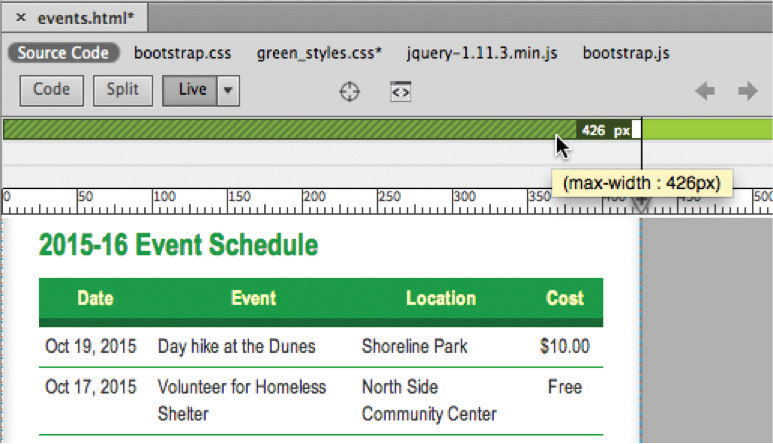 × events.html*
Source Code bootstrap.css green_styles.css* jquery-1.11.3.min.js bootstrap.js
Code Split Live
426 px
(max-width : 426px)
0 50 100 150 200 250 300 350 400 450 500
2015-16 Event Schedule
Date Event Location Cost
Oct 19, 2015 Day hike at the Dunes Shoreline Park $10.00
Oct 17, 2015 Volunteer for Homeless North Side Free
Shelter Community Center